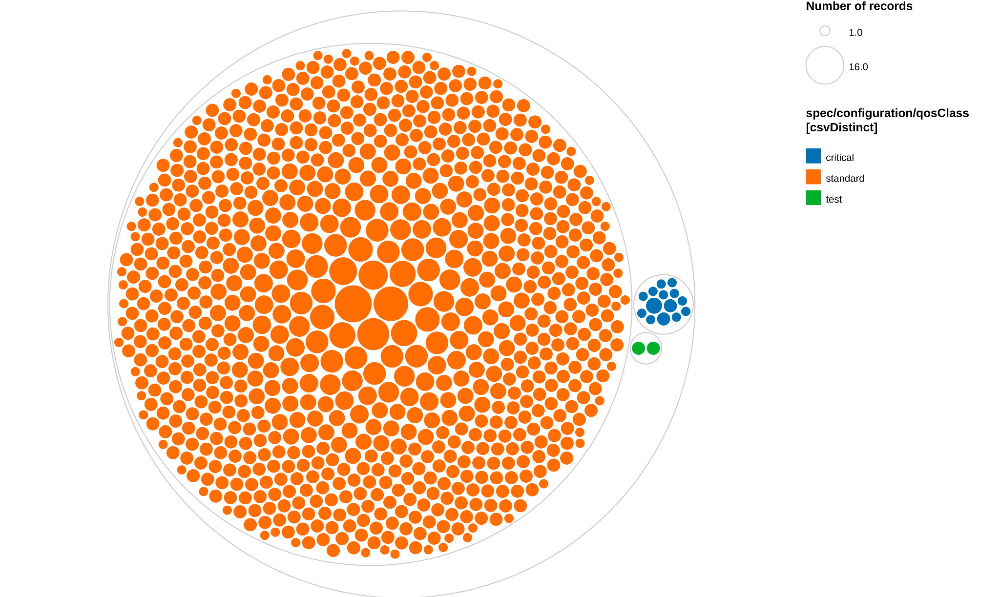 Number of records
1.0
16.0
spec/configuration/qosClass
[csvDistinct]
critical
standard
test